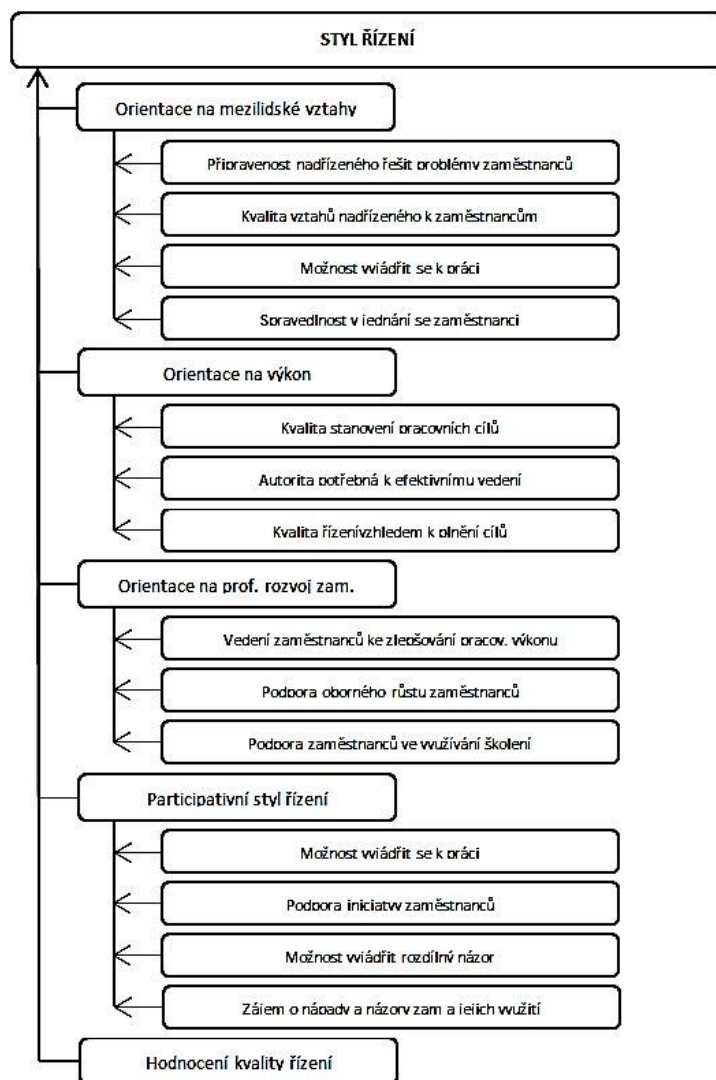 STYL ŘÍZENÍ
Orientace na mezilidské vztahy
Připravenost nadřízeného řešit problémy zaměstnanců
Kvalita vztahů nadřízeného k zaměstnancům
Možnost vyjádřit se k práci
Spravedlnost v jednání se zaměstnanci
Orientace na výkon
Kvalita stanovení pracovních cílů
Autorita potřebná k efektivnímu vedení
Kvalita řízenívzhledem k plnění cílů
Orientace na prof. rozvoj zam.
Vedení zaměstnanců ke zlepšování pracov. výkonu
Podpora oborného růstu zaměstnanců
Podpora zaměstnanců ve využívání školení
Participativní styl řízení
Možnost vyjádřit se k práci
Podpora iniciativy zaměstnanců
Možnost vyjádřit rozdílný názor
Zájem o nápady a názory zam a jejich využití
Hodnocení kvality řízení